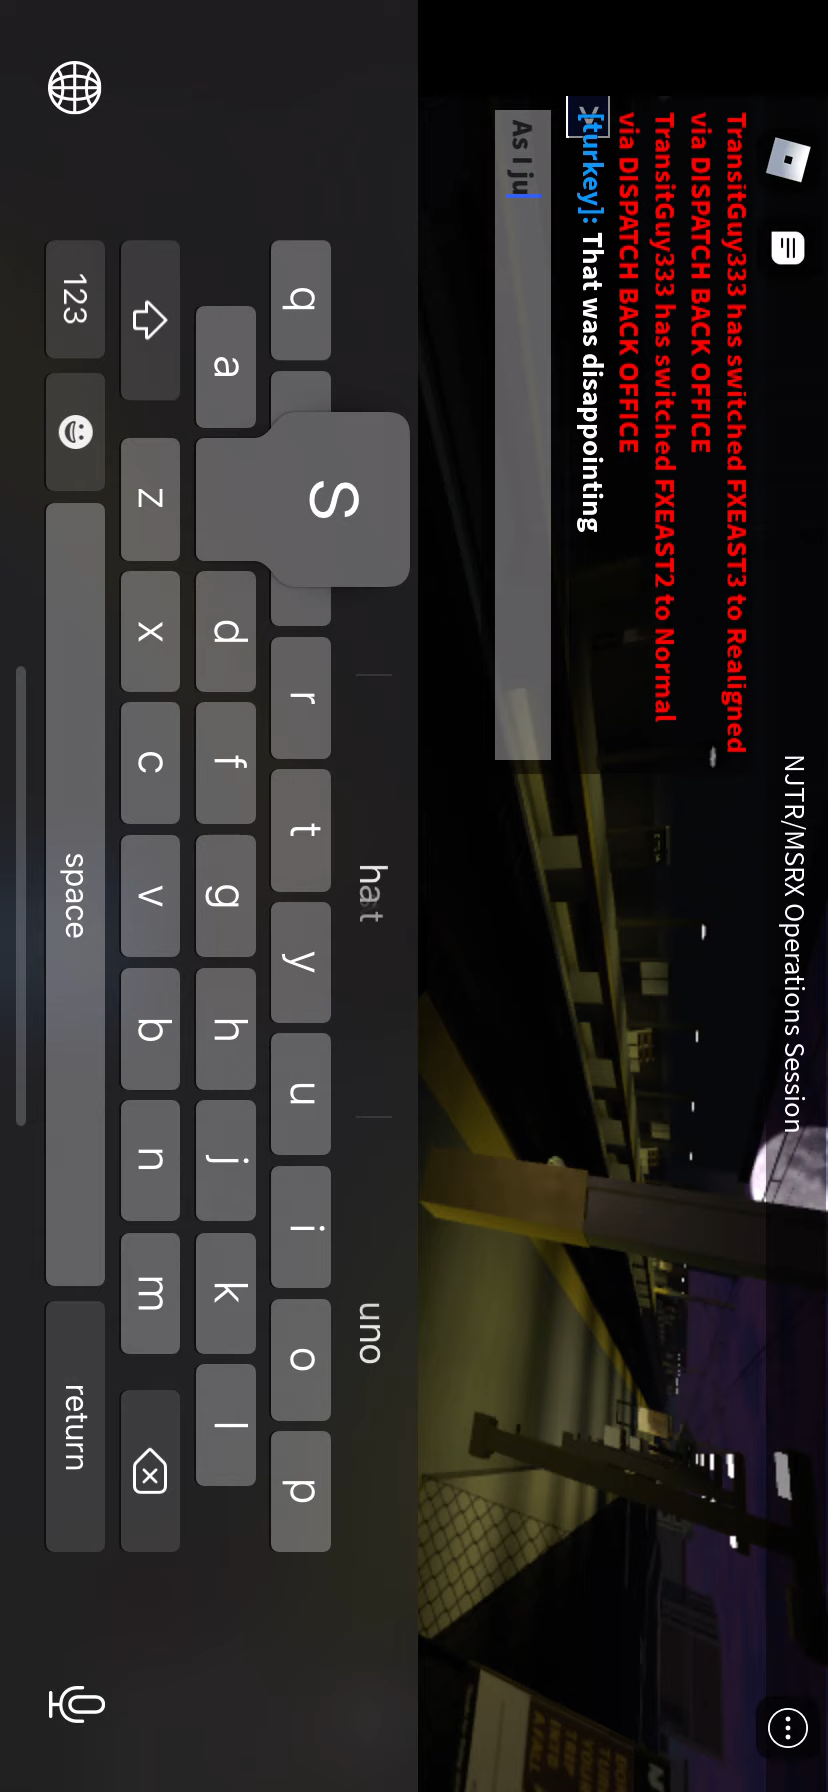 NJTR/MSRX Operations Session
TransitGuy333 has switched FXEAST3 to Realigned
via DISPATCH BACK OFFICE
TransitGuy333 has switched FXEAST2 to Normal
via DISPATCH BACK OFFICE
[turkey]: That was disappointing
As I ju
uno
q
r
t
y
u
i
o
p
a
S
d
f
g
h
j
k
l
z
x
c
v
b
n
m
123
space
return